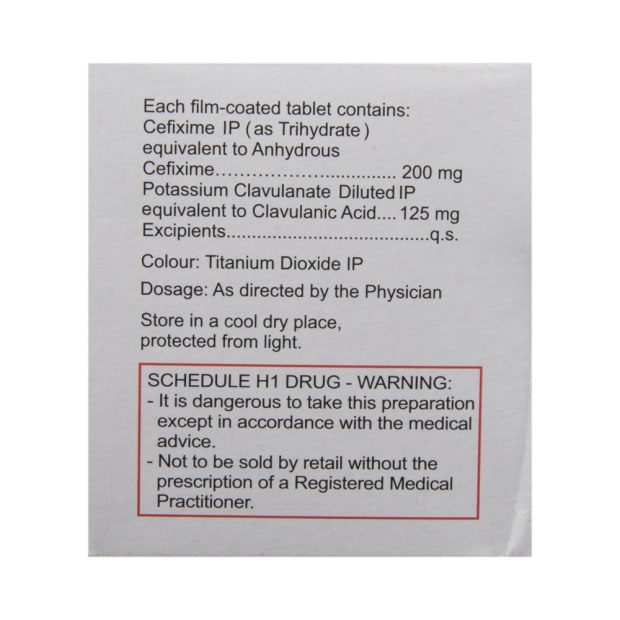 Each film-coated tablet contains:
Cefixime IP (as Trihydrate)
equivalent to Anhydrous
Cefixime................................ 200 mg
Potassium Clavulanate Diluted IP
equivalent to Clavulanic Acid.... 125 mg
Excipients........................................q.s.
Colour: Titanium Dioxide IP
Dosage: As directed by the Physician
Store in a cool dry place,
protected from light.
SCHEDULE H1 DRUG - WARNING:
- It is dangerous to take this preparation
except in accordance with the medical
advice.
- Not to be sold by retail without the
prescription of a Registered Medical
Practitioner.